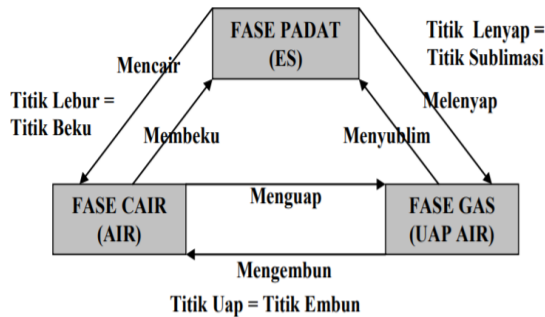 FASE PADAT
(ES)
Titik Lenyap =
Titik Sublimasi
Mencair
Titik Lebur =
Titik Beku
Melenyap
Membeku
Menyublim
FASE CAIR
(AIR)
Menguap
FASE GAS
(UAP AIR)
Mengembun
Titik Uap = Titik Embun